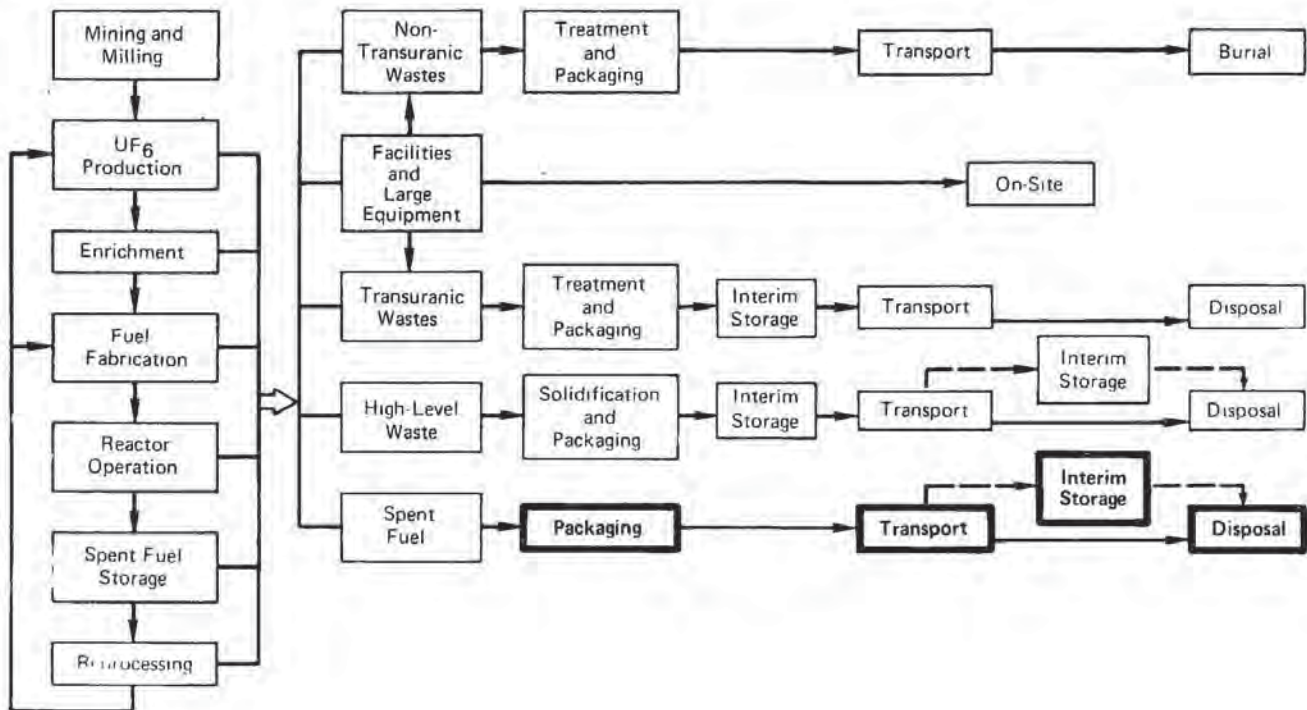 Mining and
Milling
UF6
Production
Enrichment
Fuel
Fabrication
Reactor
Operation
Spent Fuel
Storage
Reprocessing
Non-
Transuranic
Wastes
Treatment
and
Packaging
Transport
Burial
Facilities
and
Large
Equipment
On-Site
Transuranic
Wastes
Treatment
and
Packaging
Interim
Storage
Transport
Disposal
High-Level
Waste
Solidification
and
Packaging
Interim
Storage
Transport
Interim
Storage
Disposal
Spent
Fuel
Packaging
Transport
Interim
Storage
Disposal